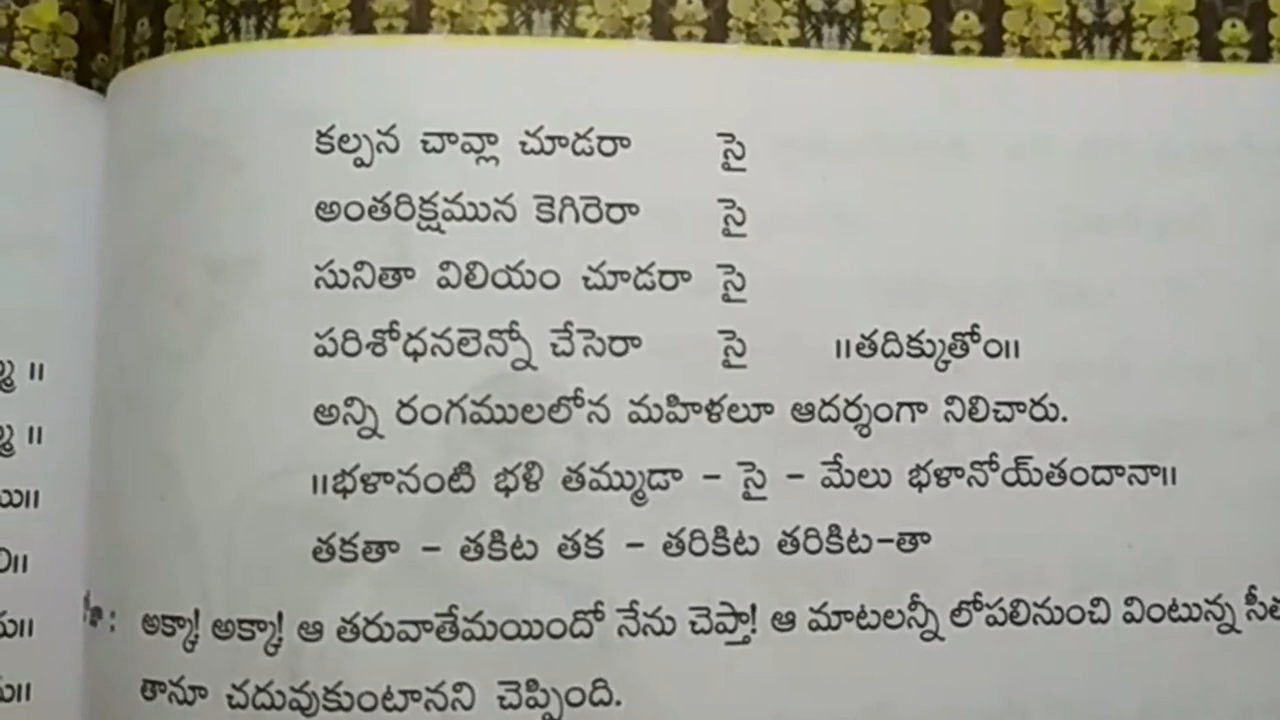 కల్పన చావ్లా చూడరా సై
అంతరిక్షమున కెగిరెరా సై
సునితా విలియం చూడరా సై
పరిశోధనలెన్నో చేసెరా సై ॥తదిక్కుతోం॥
అన్ని రంగములలోన మహిళలూ ఆదర్శంగా నిలిచారు.
॥భళానంటి భళి తమ్ముడా – సై – మేలు భళానోయ్‌తందానా॥
తకతా – తకిట తక – తరికిట తరికిట-తా
అక్కా! అక్కా! ఆ తరువాతేమయిందో నేను చెప్తా! ఆ మాటలన్నీ లోపలినుంచి వింటున్న
తానూ చదువుకుంటానని చెప్పింది.